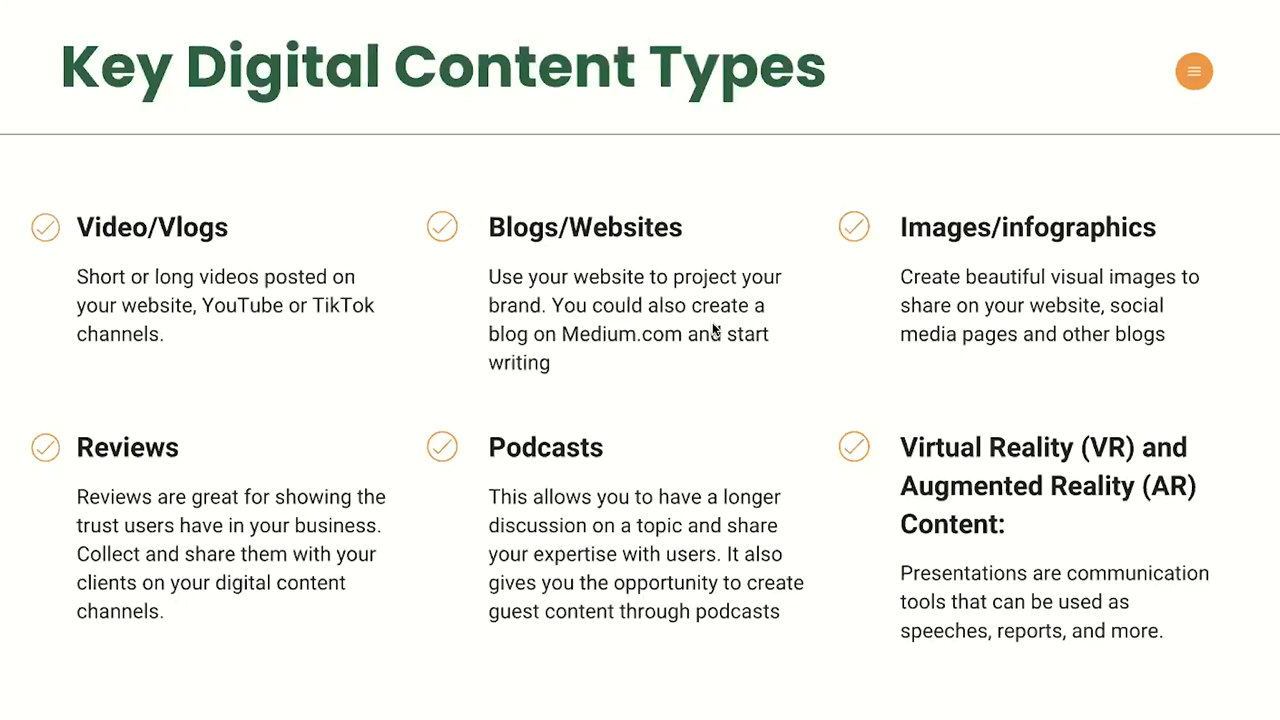 Key Digital Content Types
Video/Vlogs
Short or long videos posted on
your website, YouTube or TikTok
channels.
Blogs/Websites
Use your website to project your
brand. You could also create a
blog on Medium.com and start
writing
Images/infographics
Create beautiful visual images to
share on your website, social
media pages and other blogs
Reviews
Reviews are great for showing the
trust users have in your business.
Collect and share them with your
clients on your digital content
channels.
Podcasts
This allows you to have a longer
discussion on a topic and share
your expertise with users. It also
gives you the opportunity to create
guest content through podcasts
Virtual Reality (VR) and
Augmented Reality (AR)
Content:
Presentations are communication
tools that can be used as
speeches, reports, and more.